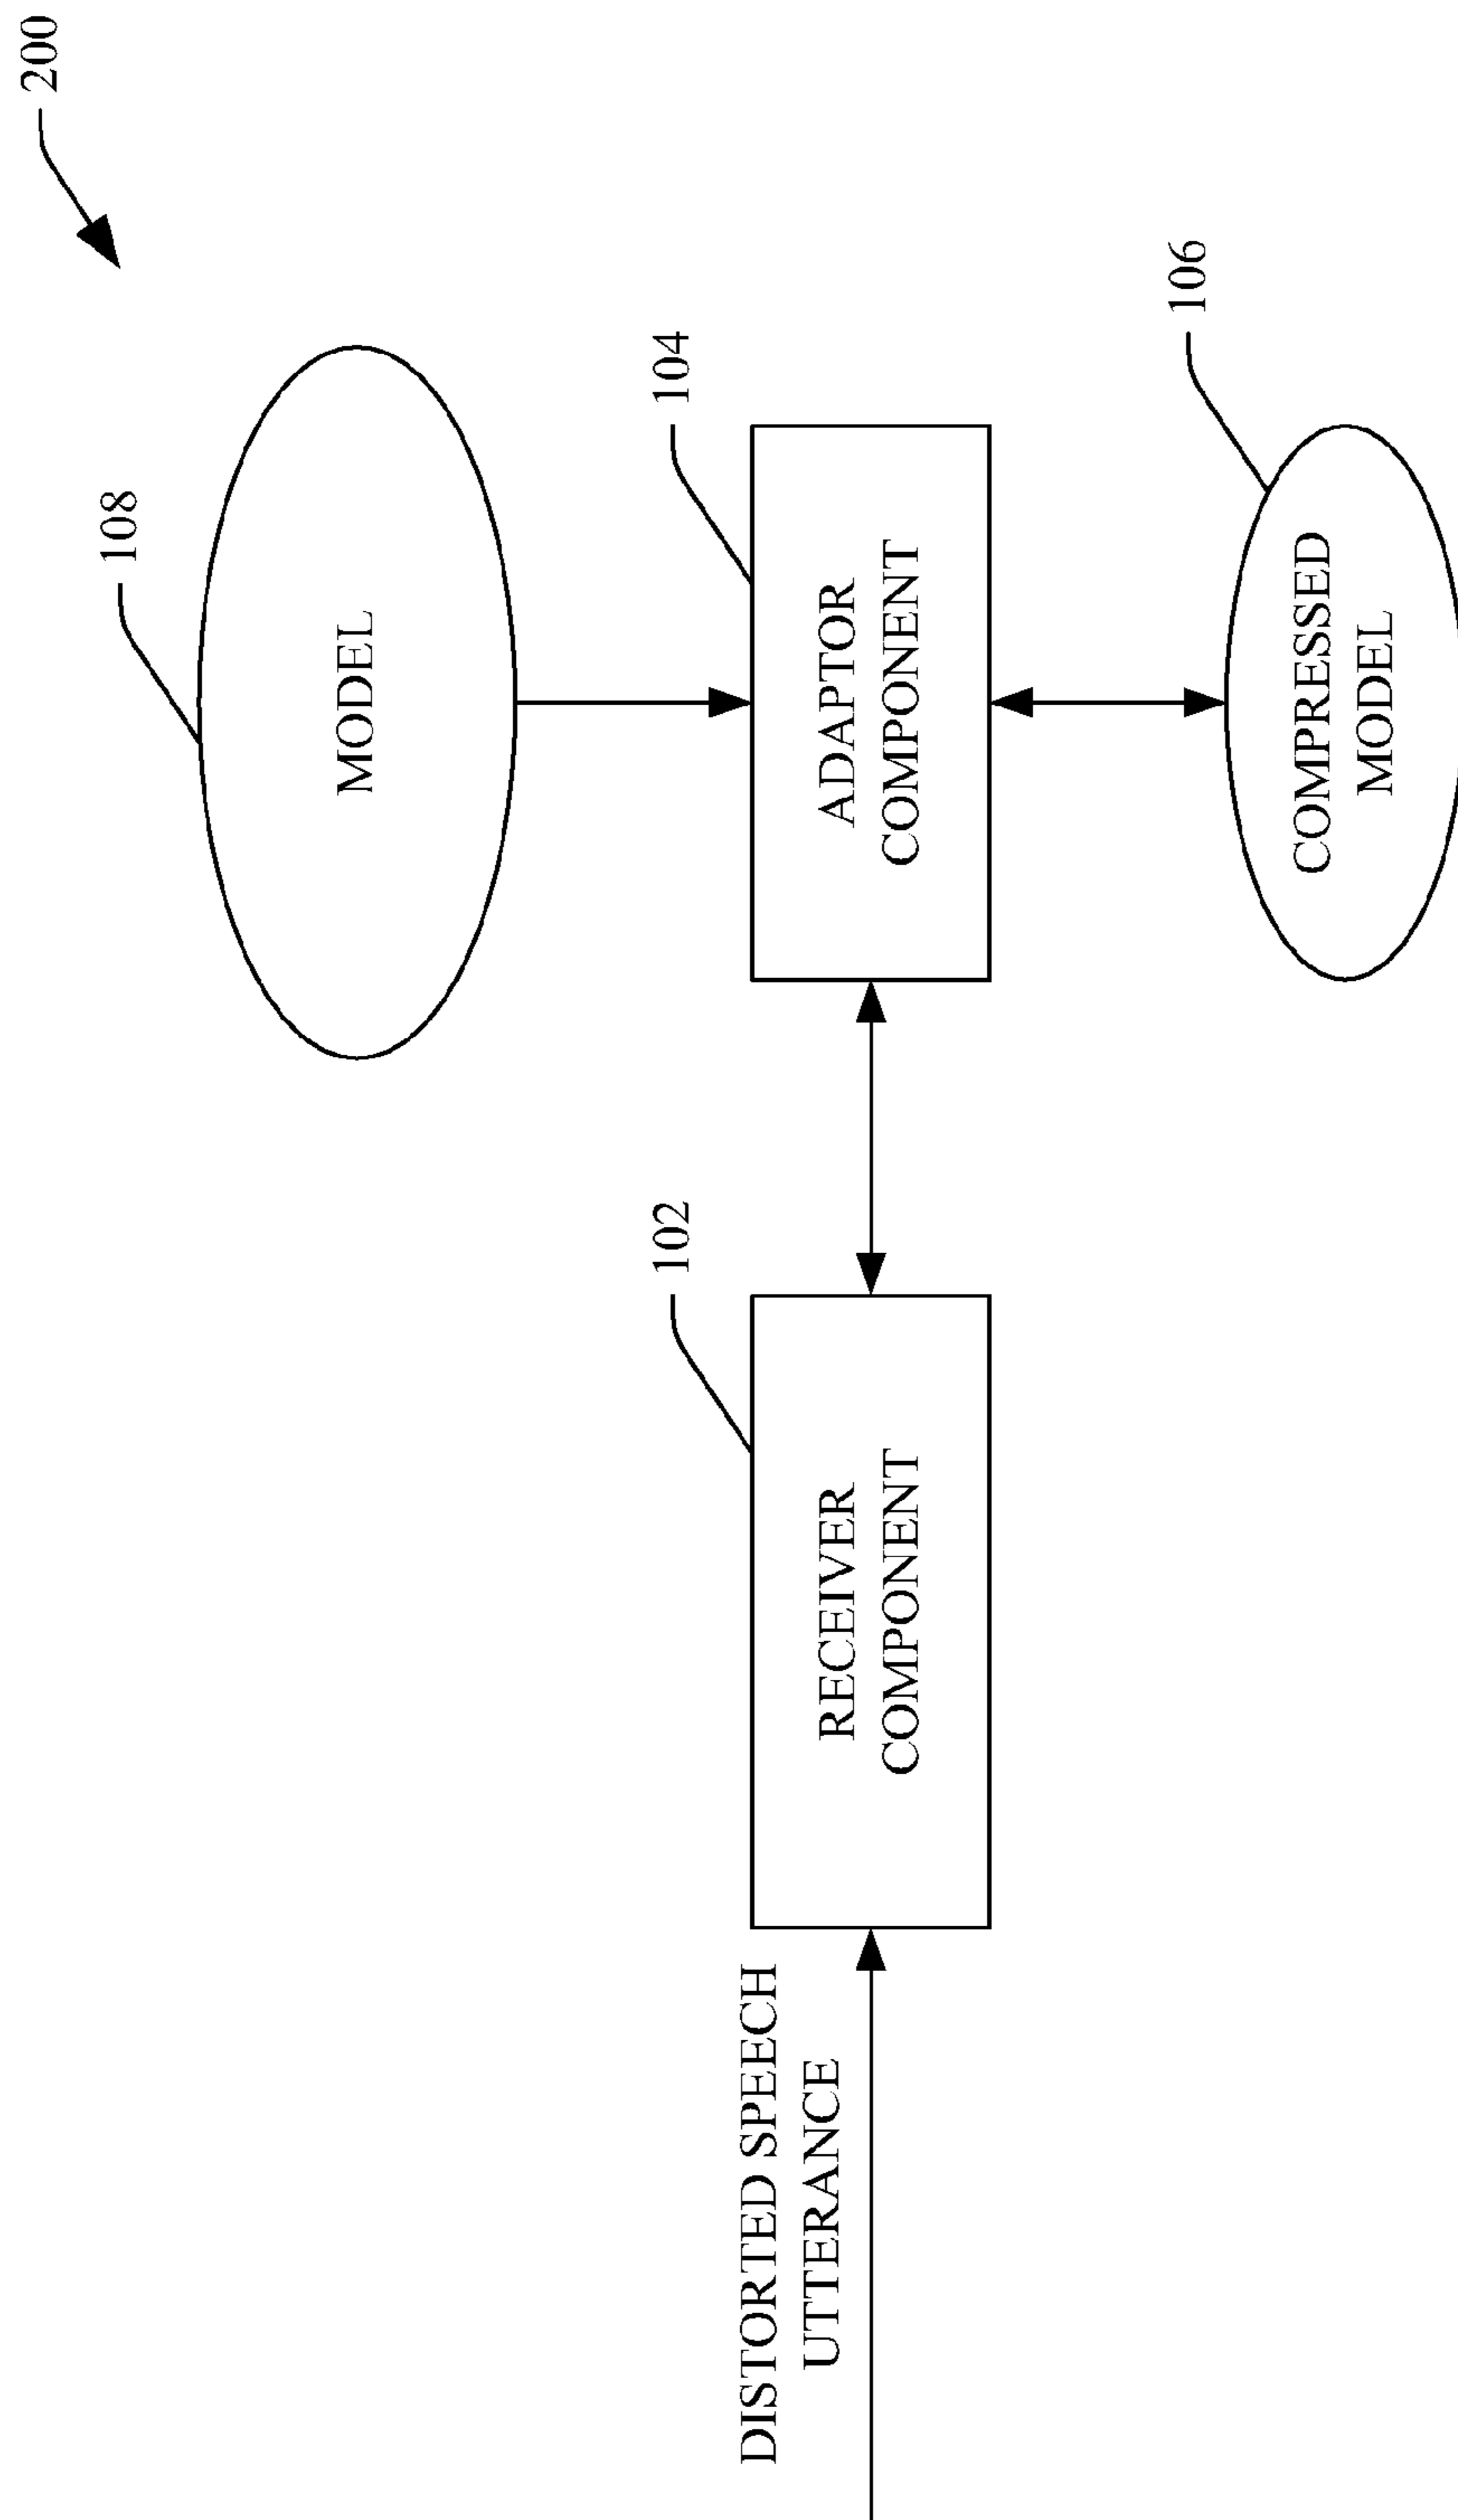 200
108
MODEL
104
ADAPTOR
COMPONENT
106
COMPRESSED
MODEL
102
RECEIVER
COMPONENT
DISTORTED SPEECH
UTTERANCE